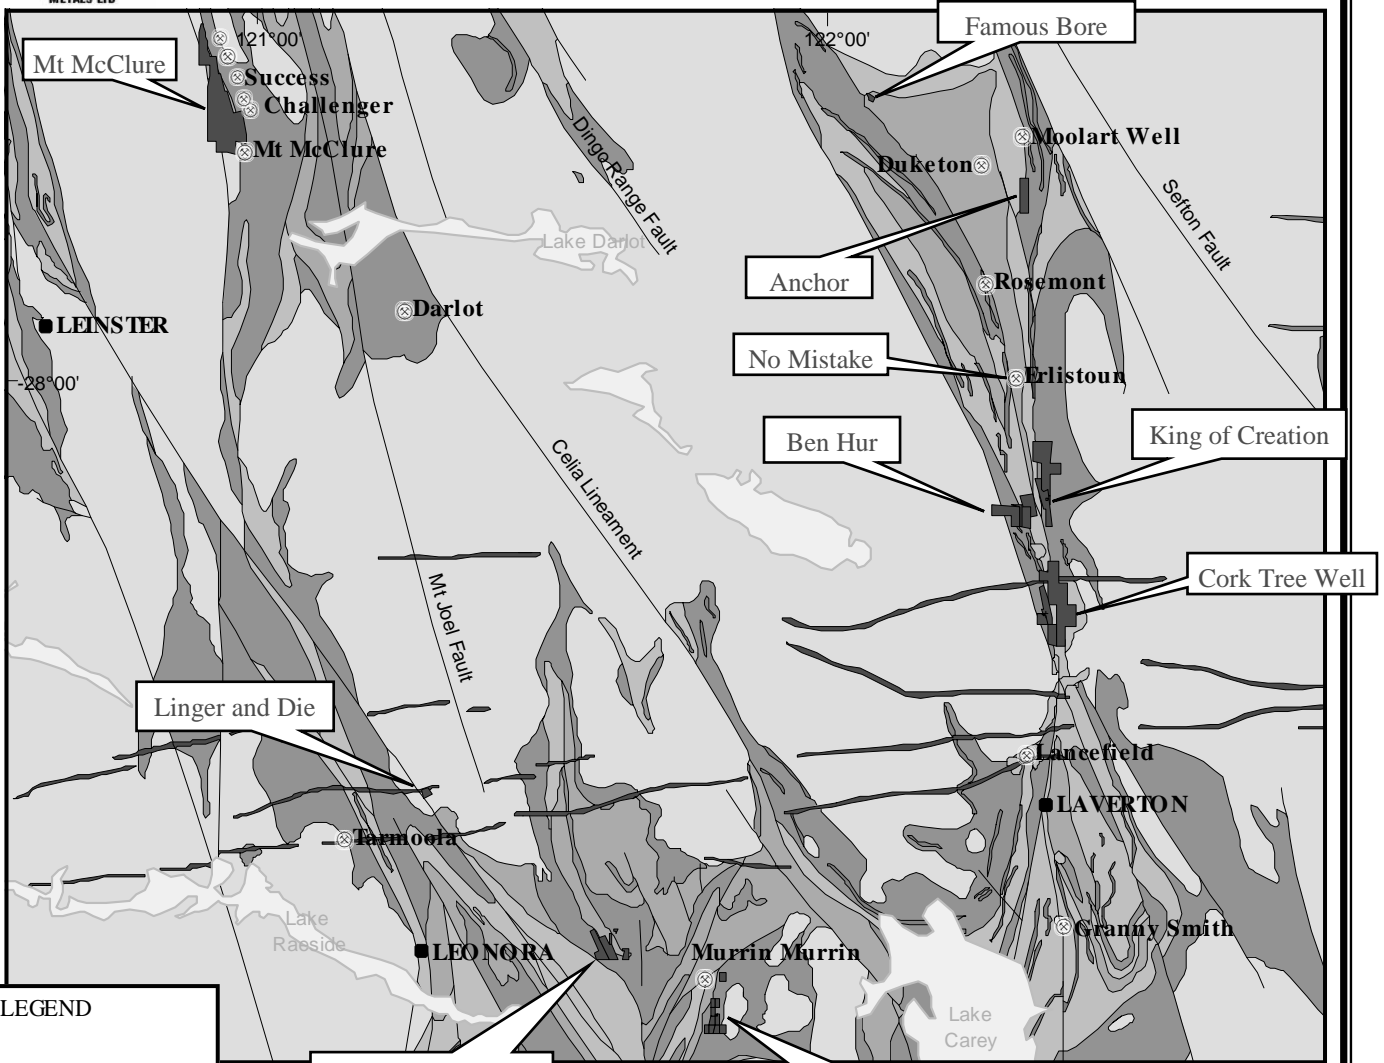 METALS LTD
121°00'
122°00'
Famous Bore
Mt McClure
Success
Challenger
Mt McClure
Dingo Range Fault
Moolart Well
Duketon
Sefton Fault
Lake Darlot
Anchor
Rosemont
Darlot
LEINSTER
No Mistake
Erlistoun
-28°00'
Ben Hur
King of Creation
Celia Lineament
Cork Tree Well
Mt Joel Fault
Linger and Die
Lancefield
LAVERTON
Tarmoola
Lake
Raeside
Granny Smith
LEONORA
Murrin Murrin
LEGEND
Lake
Carey